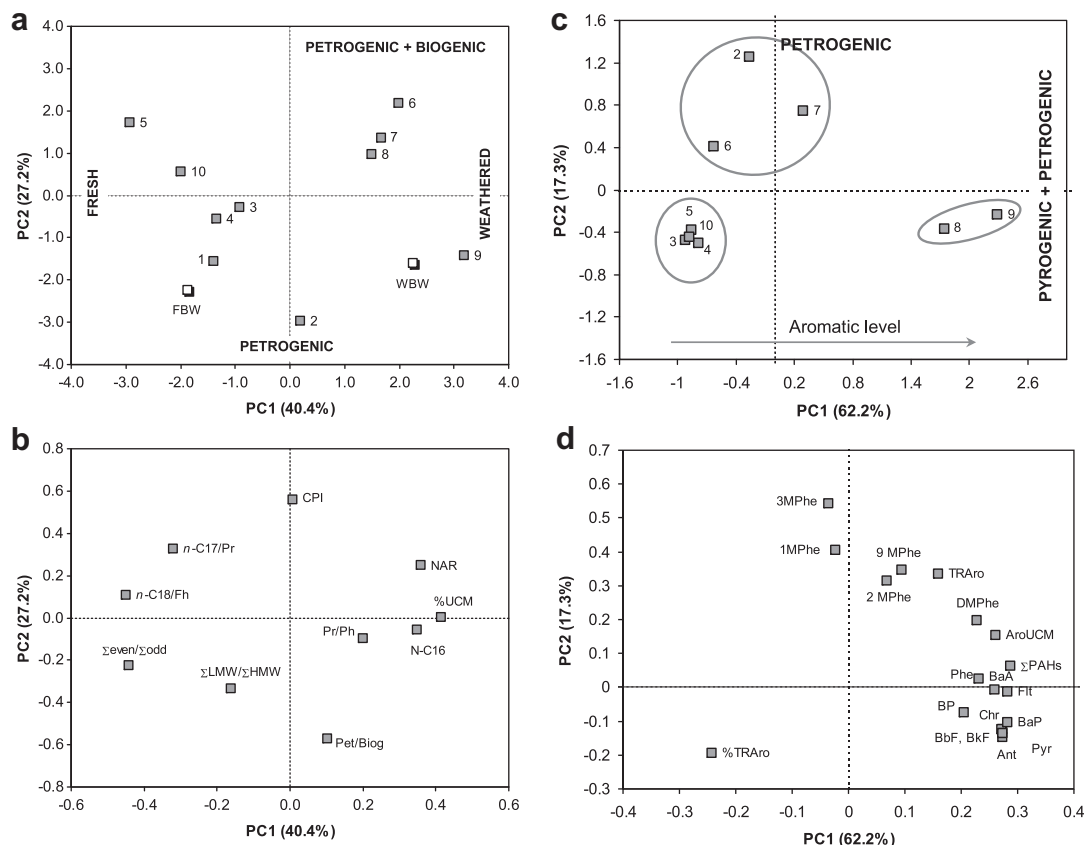 a
PETROGENIC + BIOGENIC
PC2 (27.2%)
4.0
3.0
2.0
1.0
0.0
-1.0
-2.0
-3.0
-4.0
FRESH
WEATHERED
5
6
7
10
8
3
4
1
9
FBW
WBW
2
PETROGENIC
-4.0 -3.0 -2.0 -1.0 0.0 1.0 2.0 3.0 4.0
PC1 (40.4%)
b
PC2 (27.2%)
0.8
0.6
0.4
0.2
0.0
-0.2
-0.4
-0.6
-0.8
CPI
n-C17/Pr
NAR
n-C18/Fh
%UCM
Pr/Ph
N-C16
Σeven/Σodd
ΣLMW/ΣHMW
Pet/Biog
-0.6 -0.4 -0.2 0.0 0.2 0.4 0.6
PC1 (40.4%)
c
PETROGENIC
PYROGENIC + PETROGENIC
PC2 (17.3%)
1.6
1.2
0.8
0.4
0
-0.4
-0.8
-1.2
-1.6
2
7
6
5
10
3
4
9
8
Aromatic level
-1.6 -1 -0.4 0.2 0.8 1.4 2 2.6
PC1 (62.2%)
d
PC2 (17.3%)
0.7
0.6
0.5
0.4
0.3
0.2
0.1
0
-0.1
-0.2
-0.3
3MPhe
1MPhe
9 MPhe
TRAro
2 MPhe
DMPhe
AroUCM
ΣPAHs
Phe BaA
Flt
BP
Chr
BaP
BbF, BkF
Ant
Pyr
%TRAro
-0.4 -0.3 -0.2 -0.1 0 0.1 0.2 0.3 0.4
PC1 (62.2%)